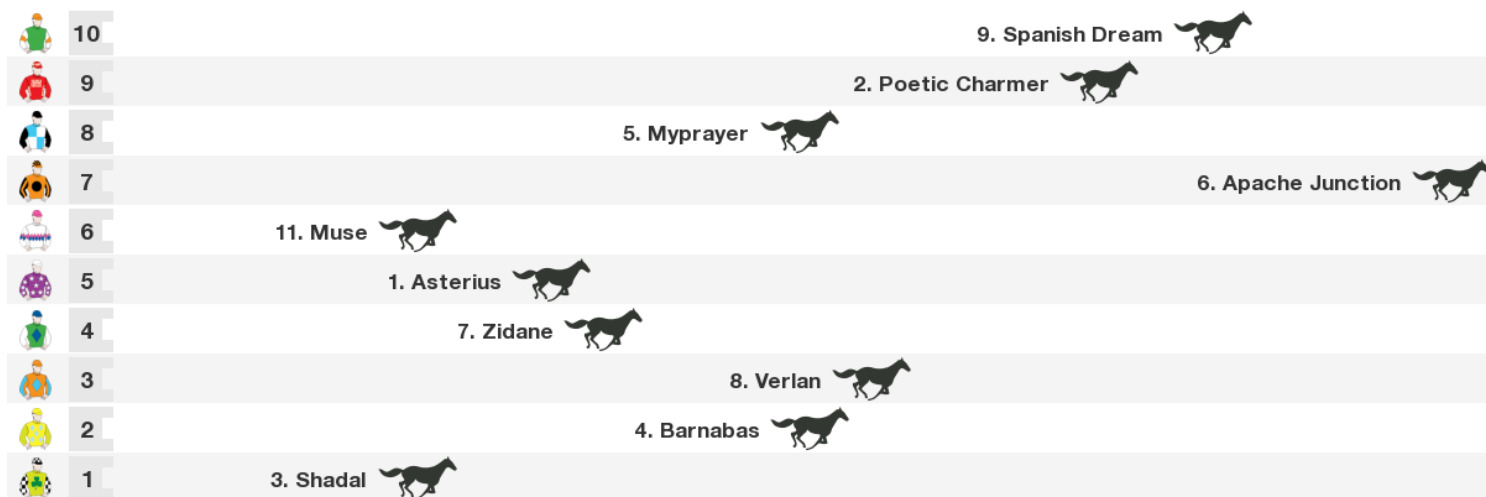 10 9. Spanish Dream
9 2. Poetic Charmer
8 5. Myprayer
7 6. Apache Junction
6 11. Muse
5 1. Asterius
4 7. Zidane
3 8. Verlan
2 4. Barnabas
1 3. Shadal